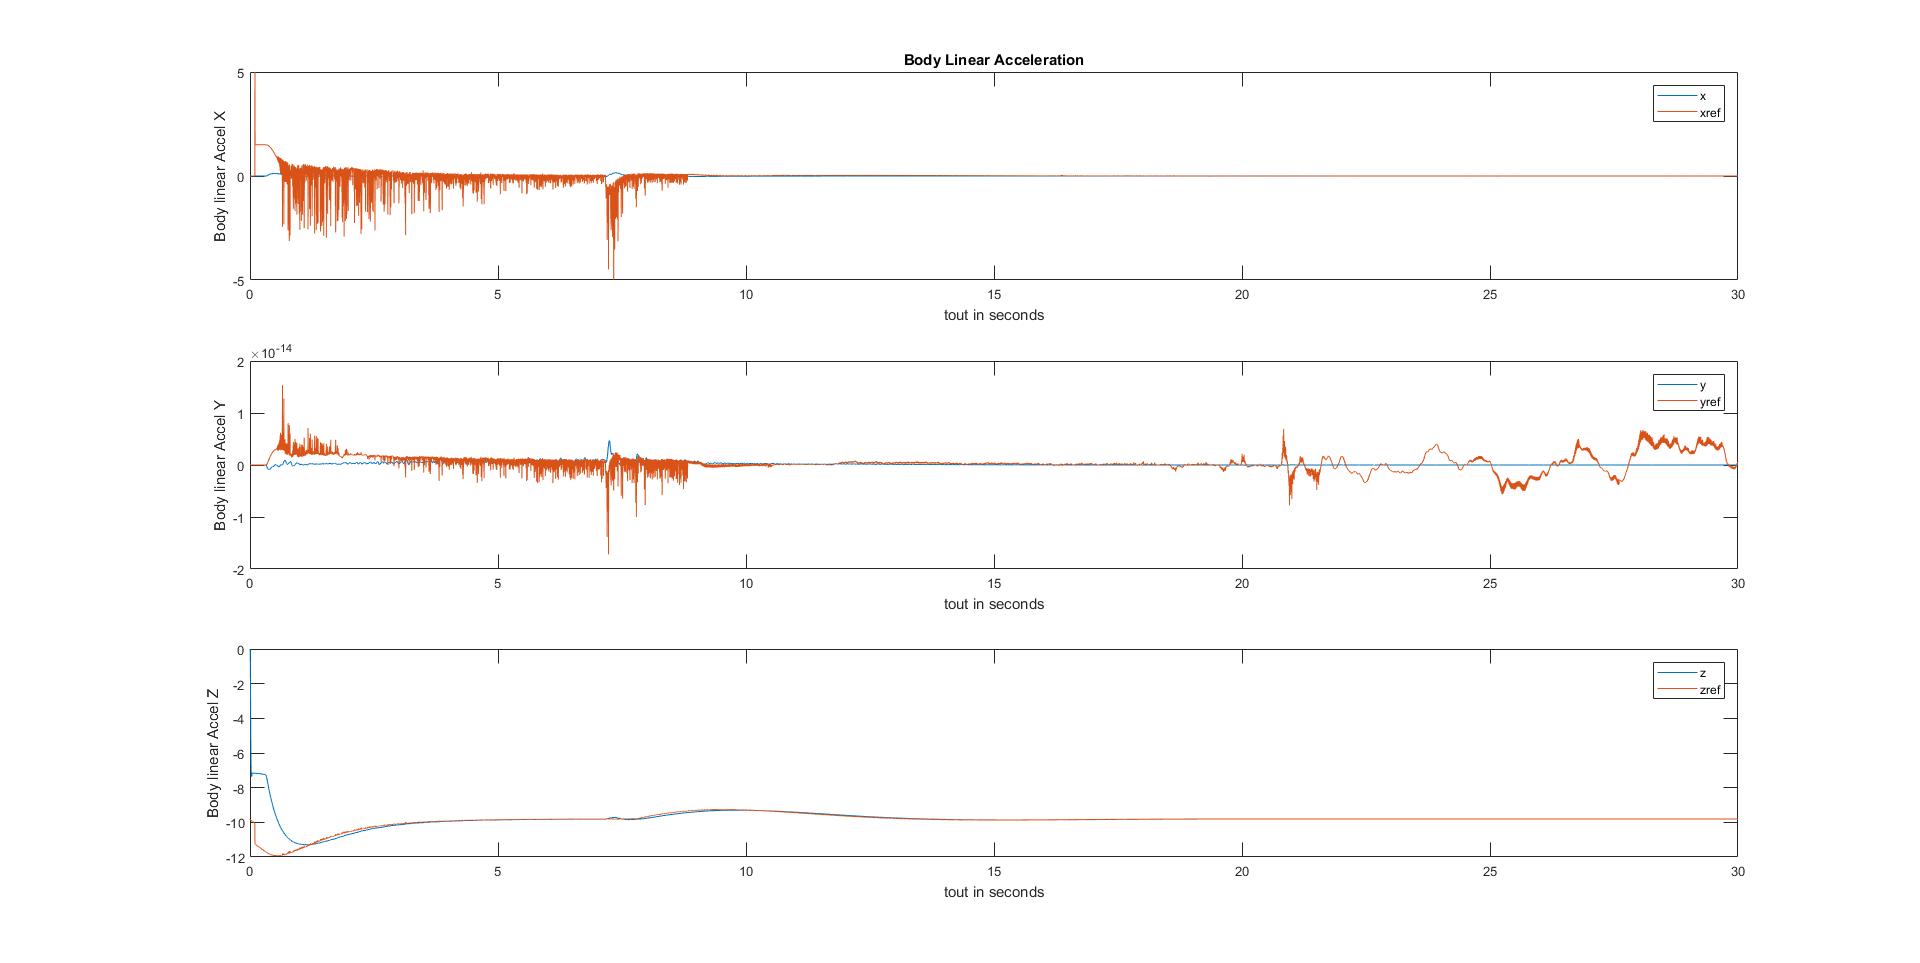 Body Linear Acceleration
Body linear Accel X
5
0
-5
x
xref
0 5 10 15 20 25 30
tout in seconds
×10-14
Body linear Accel Y
2
1
0
-1
-2
y
yref
0 5 10 15 20 25 30
tout in seconds
Body linear Accel Z
0
-2
-4
-6
-8
-10
-12
z
zref
0 5 10 15 20 25 30
tout in seconds